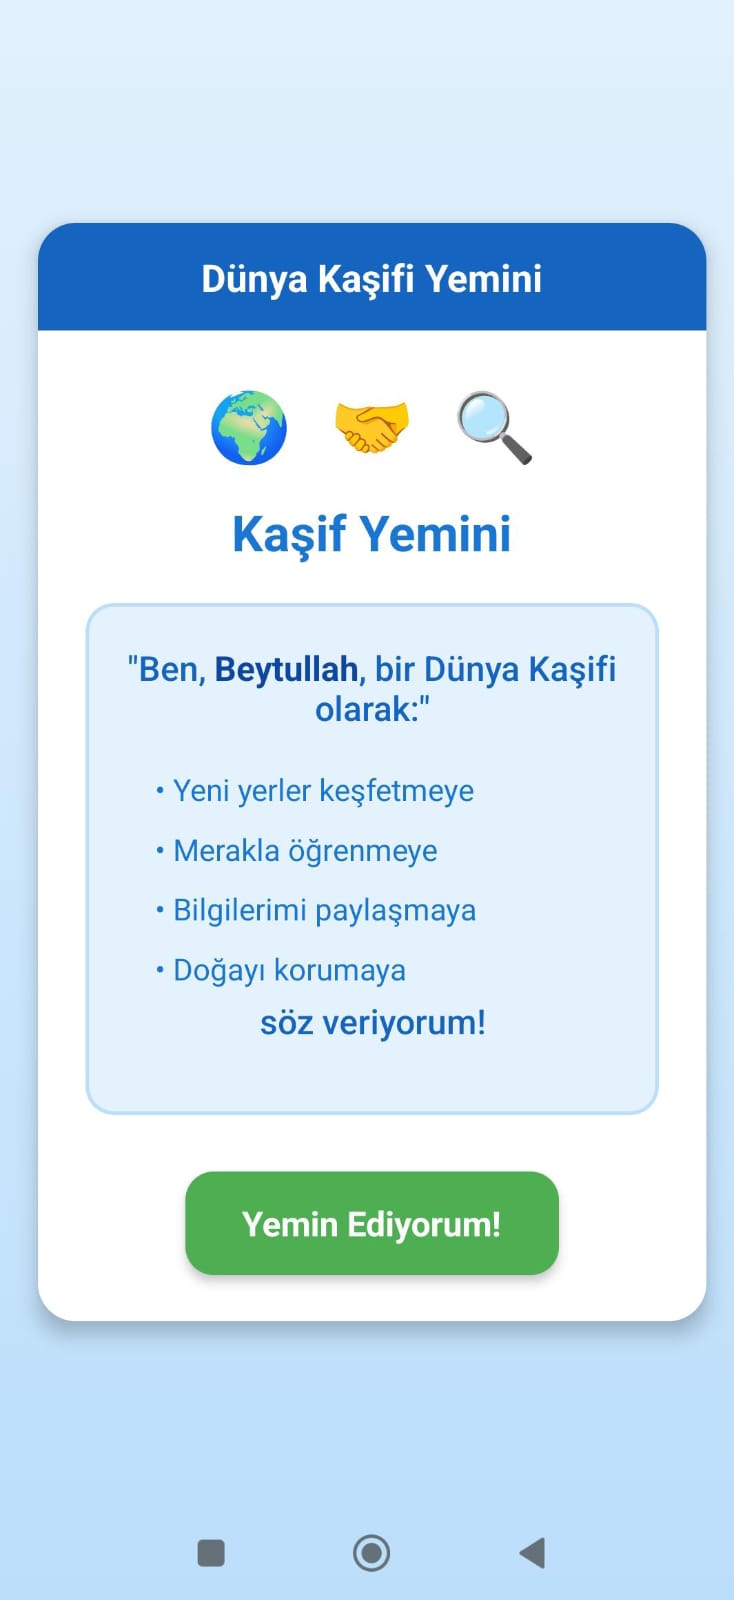 Dünya Kaşifi Yemini
Kaşif Yemini
"Ben, Beytullah, bir Dünya Kaşifi
olarak:"
• Yeni yerler keşfetmeye
• Merakla öğrenmeye
• Bilgilerimi paylaşmaya
• Doğayı korumaya
söz veriyorum!
Yemin Ediyorum!